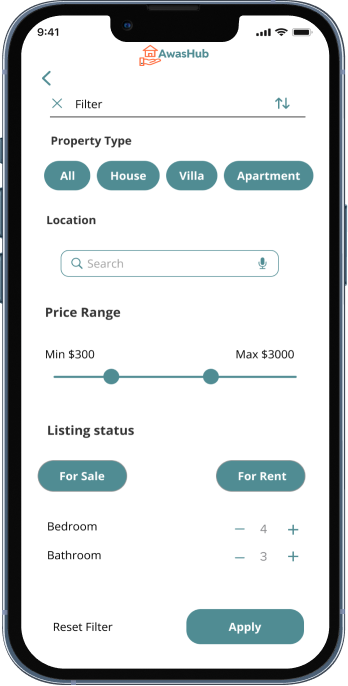 9:41
AwasHub
Filter
Property Type
All House Villa Apartment
Location
Search
Price Range
Min $300 Max $3000
Listing status
For Sale For Rent
Bedroom − 4 +
Bathroom − 3 +
Reset Filter Apply